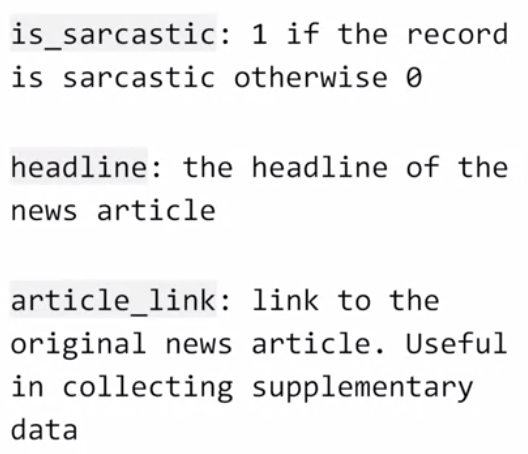 is_sarcastic: 1 if the record
is sarcastic otherwise 0
headline: the headline of the
news article
article_link: link to the
original news article. Useful
in collecting supplementary
data